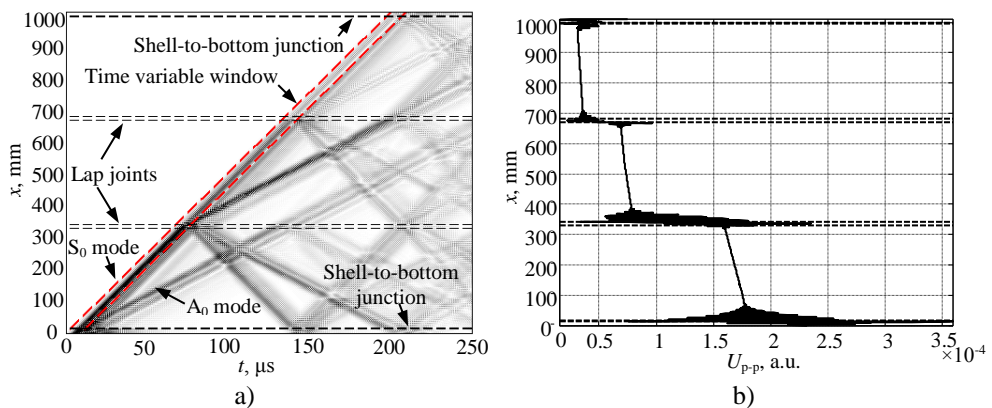 1000
900
800
700
600
500
400
300
200
100
0
x, mm
Shell-to-bottom junction
Time variable window
Lap joints
S₀ mode
A₀ mode
Shell-to-bottom
junction
0 50 100 150 200 250
t, μs
a)
1000
900
800
700
600
500
400
300
200
100
0
x, mm
0 0.5 1 1.5 2 2.5 3 3.5
×10⁻⁴
U_p-p, a.u.
b)